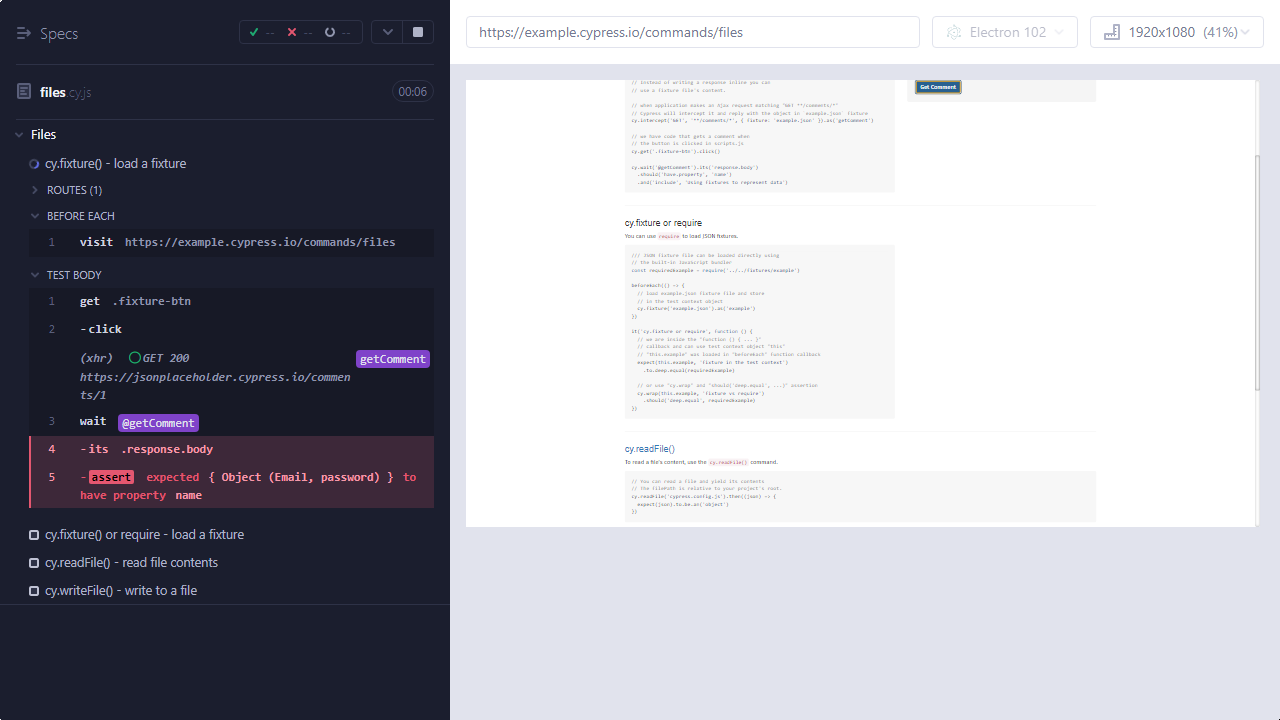 Specs
--
--
--
files.cy.js
00:06
Files
cy.fixture() - load a fixture
ROUTES (1)
BEFORE EACH
1 visit https://example.cypress.io/commands/files
TEST BODY
1 get .fixture-btn
2 -click
(xhr) GET 200
getComment
https://jsonplaceholder.cypress.io/commen
/1
3 wait @getComment
4 -its .response.body
5 -assert expected { Object (Email, password) } to
have property name
cy.fixture() or require - load a fixture
cy.readFile() - read file contents
cy.writeFile() - write to a file
https://example.cypress.io/commands/files
Electron 102
1920x1080 (41%)
// Instead of writing a response inline you can
// use a fixture file's content.
Get Comment
// when application makes an Ajax request matching "GET **/comments/*"
// Cypress will intercept it and reply with the object in `example.json` fixture
cy.intercept('GET', '**/comments/*', { fixture: 'example.json' }).as('getComment')
// we have code that gets a comment when
// the button is clicked in scripts.js
cy.get('.fixture-btn').click()
cy.wait('@getComment').its('response.body')
.should('have.property', 'name')
.and('include', 'Using fixtures to represent data')
cy.fixture or require
You can use require to load JSON fixtures.
/// JSON fixture file can be loaded directly using
// the built-in JavaScript bundler
const requiredExample = require('../../fixtures/example')
beforeEach(() => {
// load example.json fixture file and store
// in the test context object
cy.fixture('example.json').as('example')
})
it('cy.fixture or require', function () {
// we are inside the "function () { ... }"
// callback and can use test context object "this"
// "this.example" was loaded in "beforeEach" function callback
expect(this.example, 'fixture in the test context')
.to.deep.equal(requiredExample)
// or use "cy.wrap" and "should('deep.equal', ...)" assertion
cy.wrap(this.example, 'fixture vs require')
.should('deep.equal', requiredExample)
})
cy.readFile()
To read a file's content, use the cy.readFile() command.
// You can read a file and yield its contents
// The filePath is relative to your project's root.
cy.readFile('cypress.config.js').then((json) => {
expect(json).to.be.an('object')
})